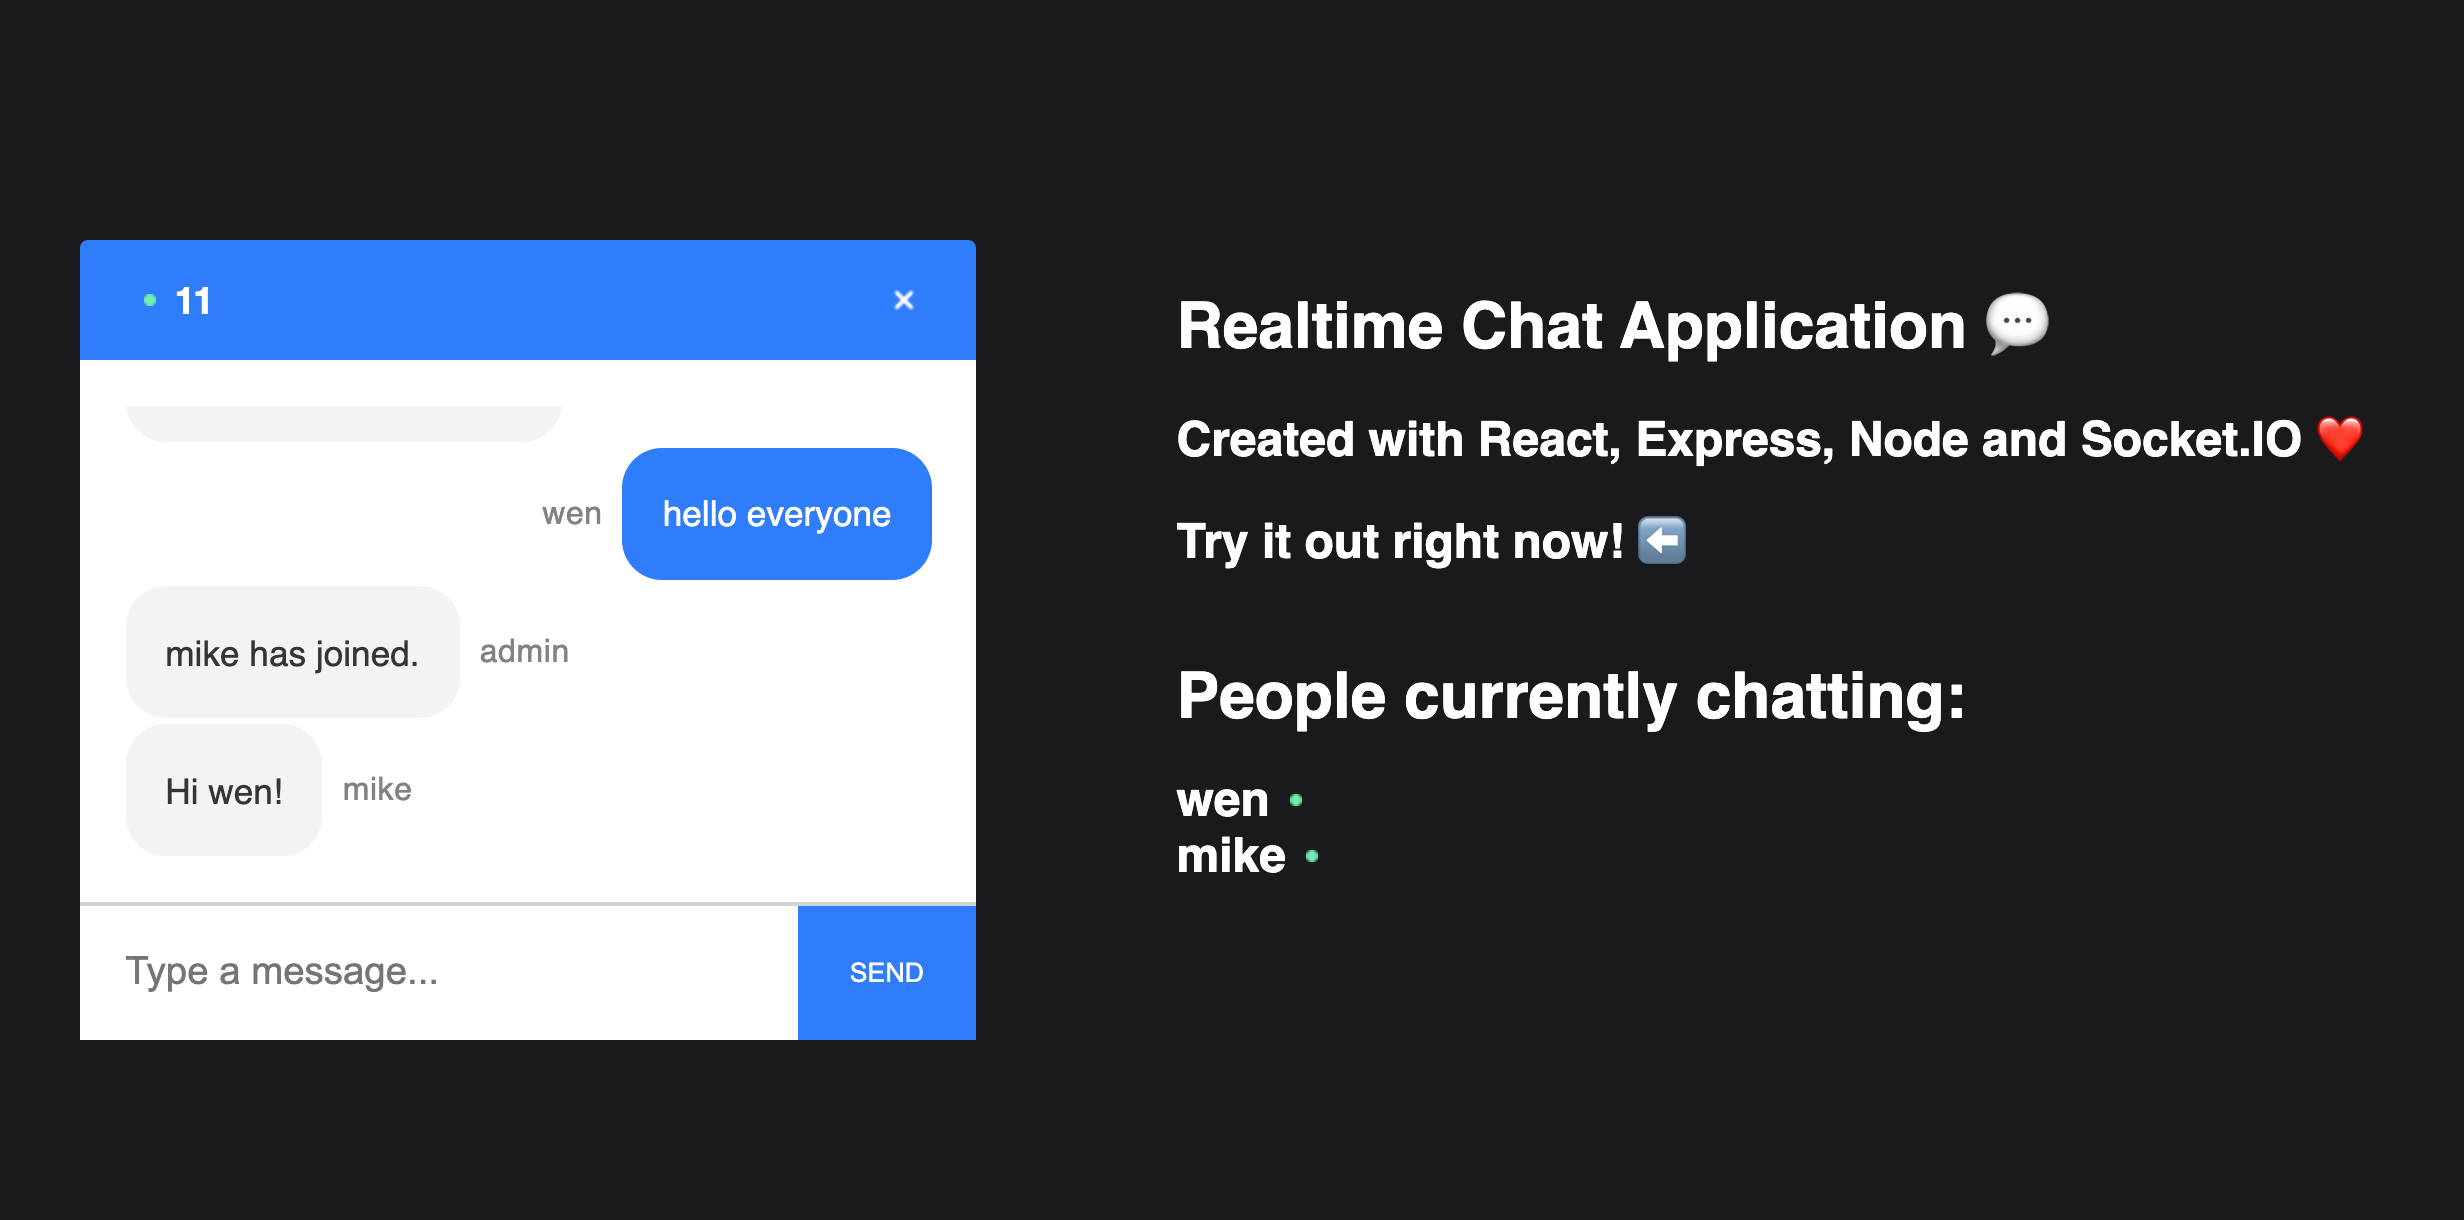 11
hello everyone
wen
mike has joined.
admin
Hi wen!
mike
Type a message...
SEND
Realtime Chat Application 💬
Created with React, Express, Node and Socket.IO ❤️
Try it out right now! ⬅️
People currently chatting:
wen
mike